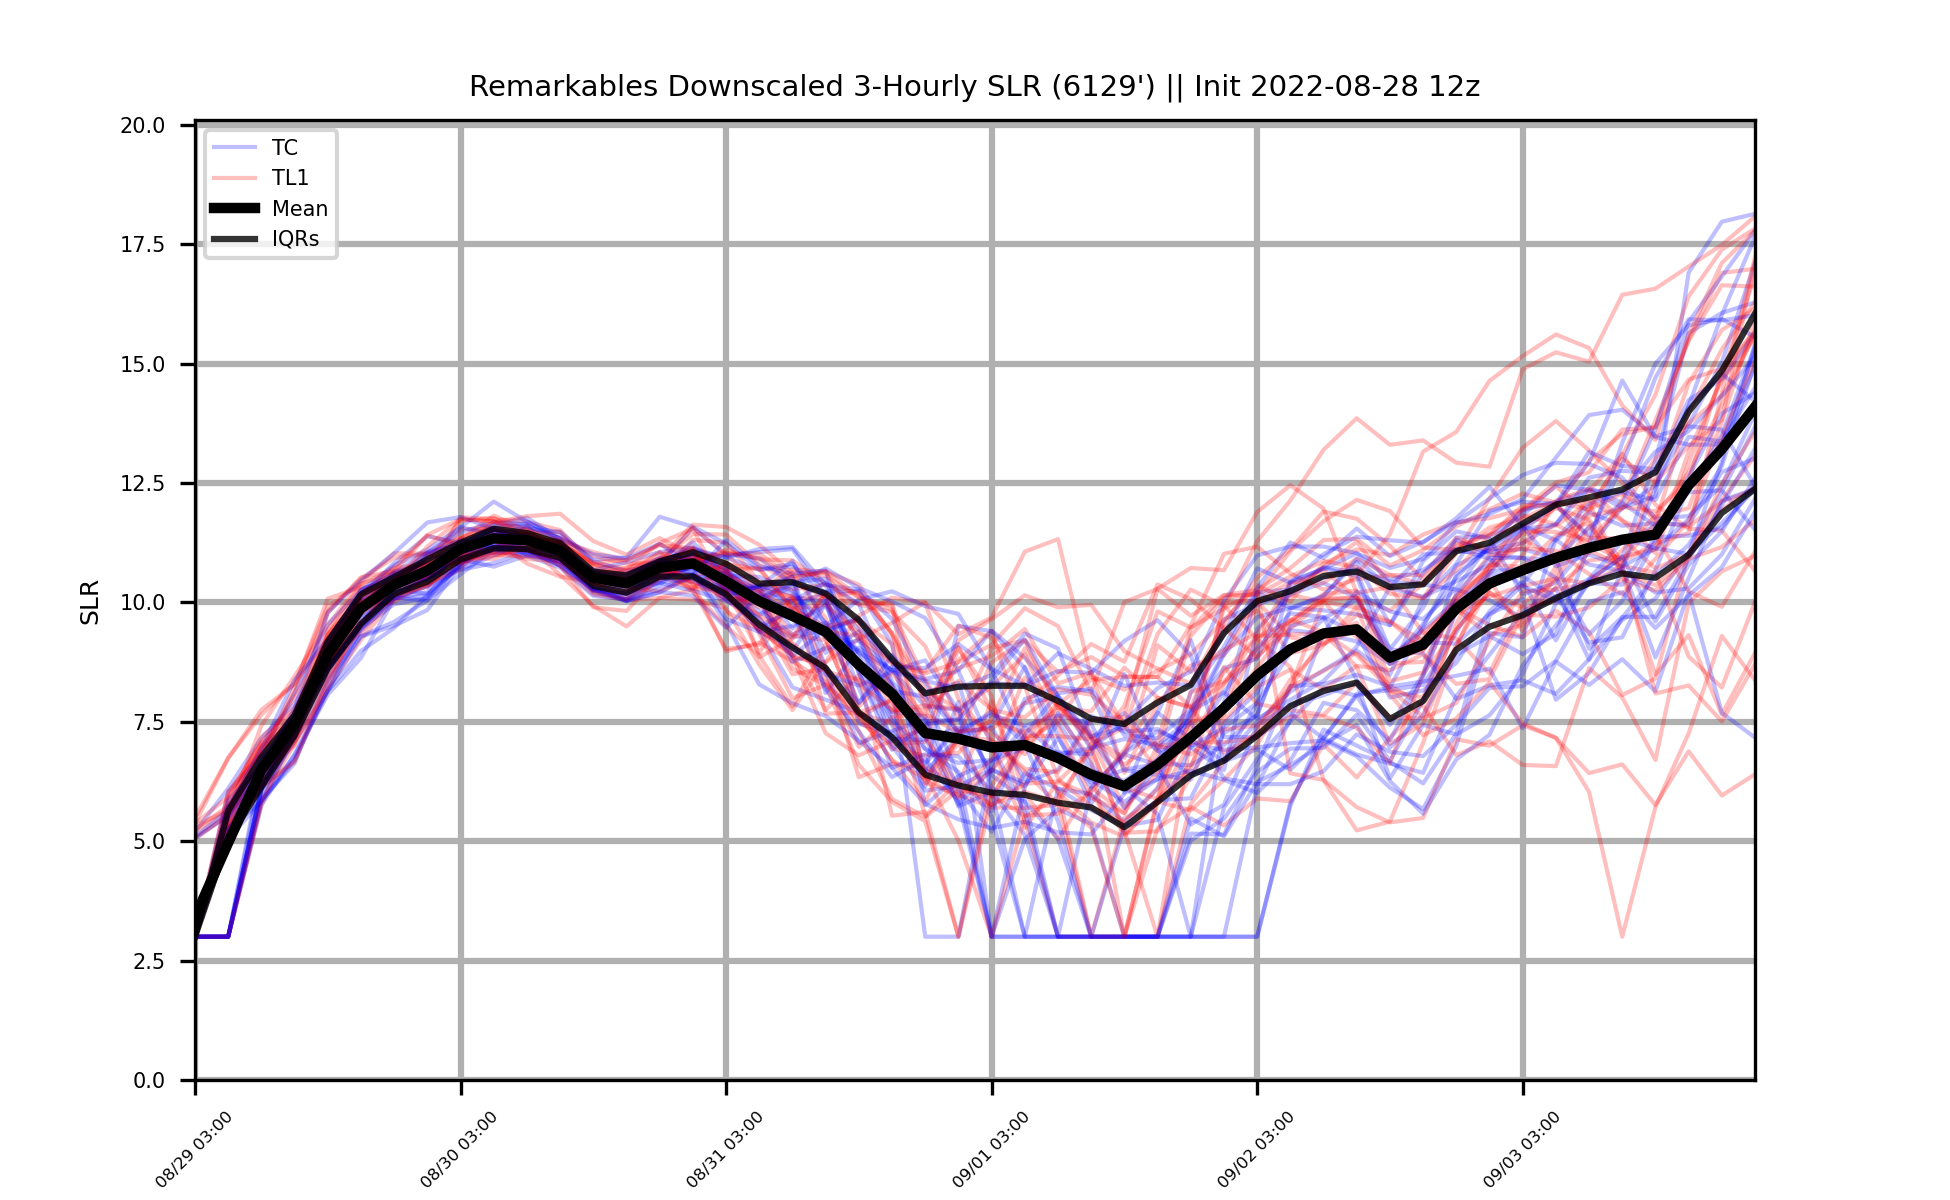 Remarkables Downscaled 3-Hourly SLR (6129') || Init 2022-08-28 12z
TC
TL1
Mean
IQRs
SLR
20.0
17.5
15.0
12.5
10.0
7.5
5.0
2.5
0.0
08/29 03:00
08/30 03:00
08/31 03:00
09/01 03:00
09/02 03:00
09/03 03:00